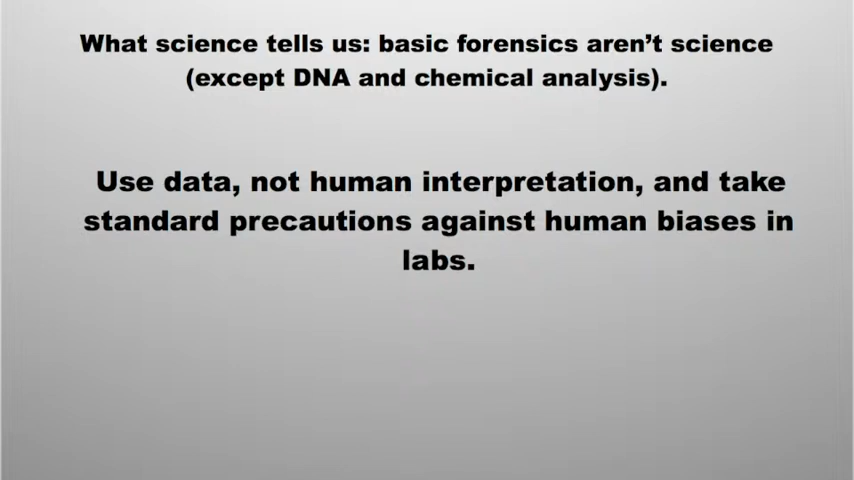 What science tells us: basic forensics aren’t science
(except DNA and chemical analysis).
Use data, not human interpretation, and take
standard precautions against human biases in
labs.